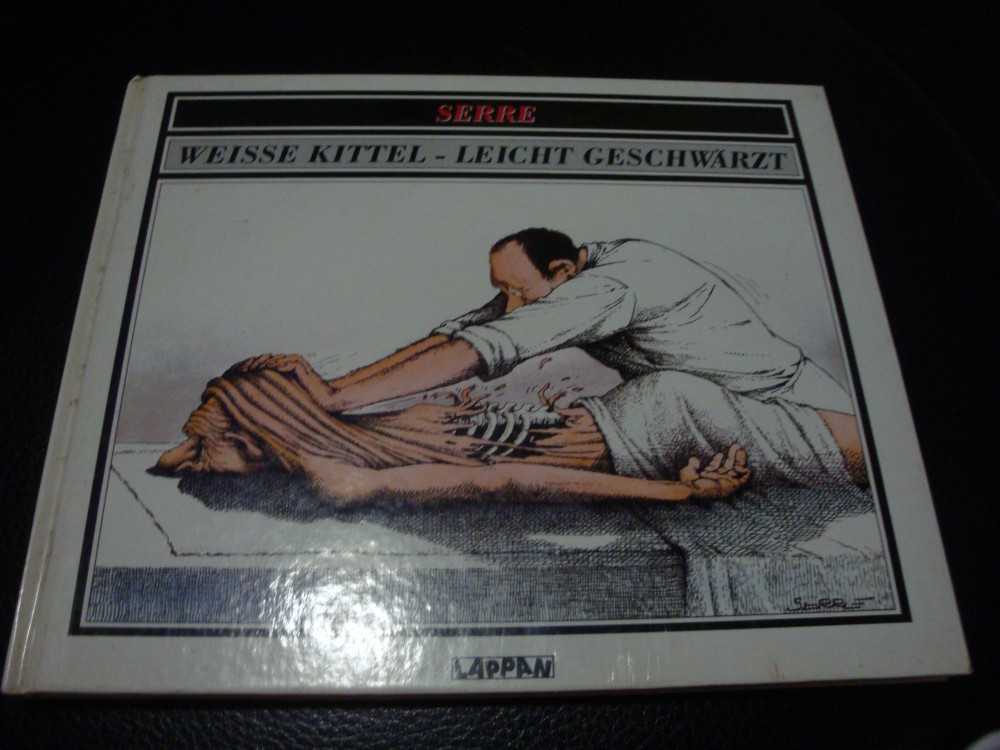 SERRE
WEISSE KITTEL - LEICHT GESCHWÄRZT
SERRE
LAPPAN